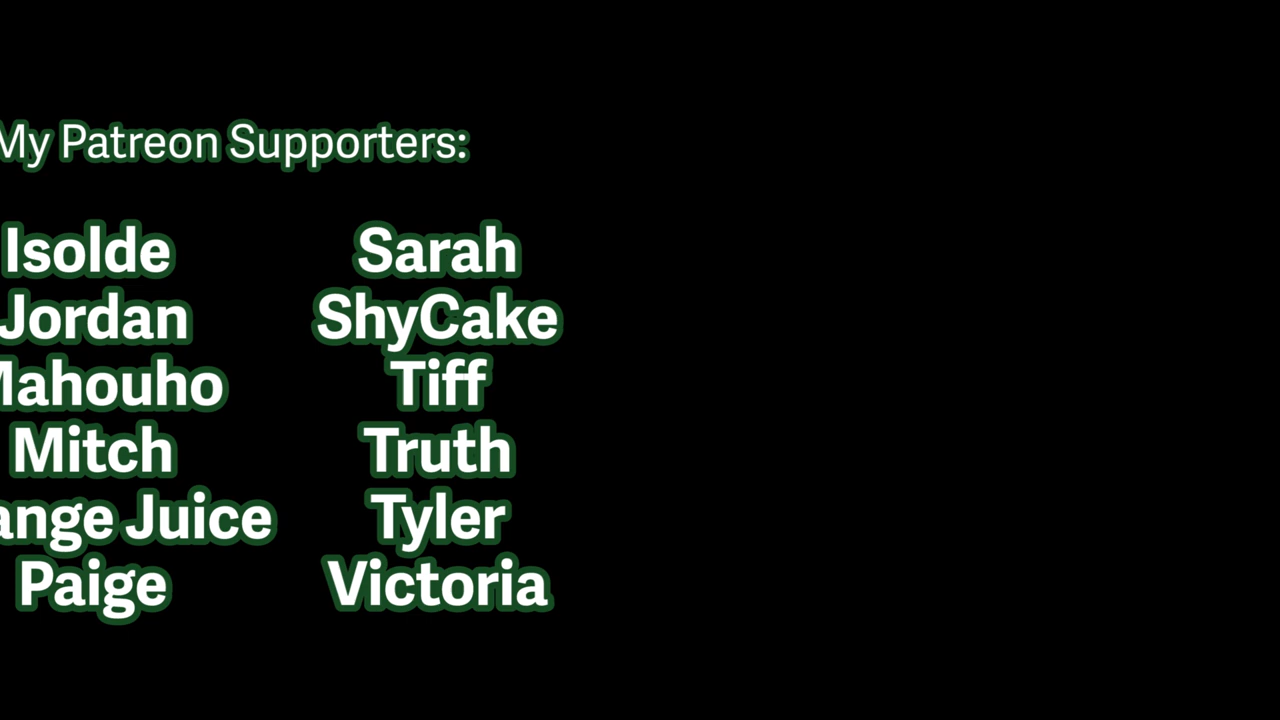 My Patreon Supporters:
Isolde Sarah
Jordan ShyCake
Mahouho Tiff
Mitch Truth
ange Juice Tyler
Paige Victoria